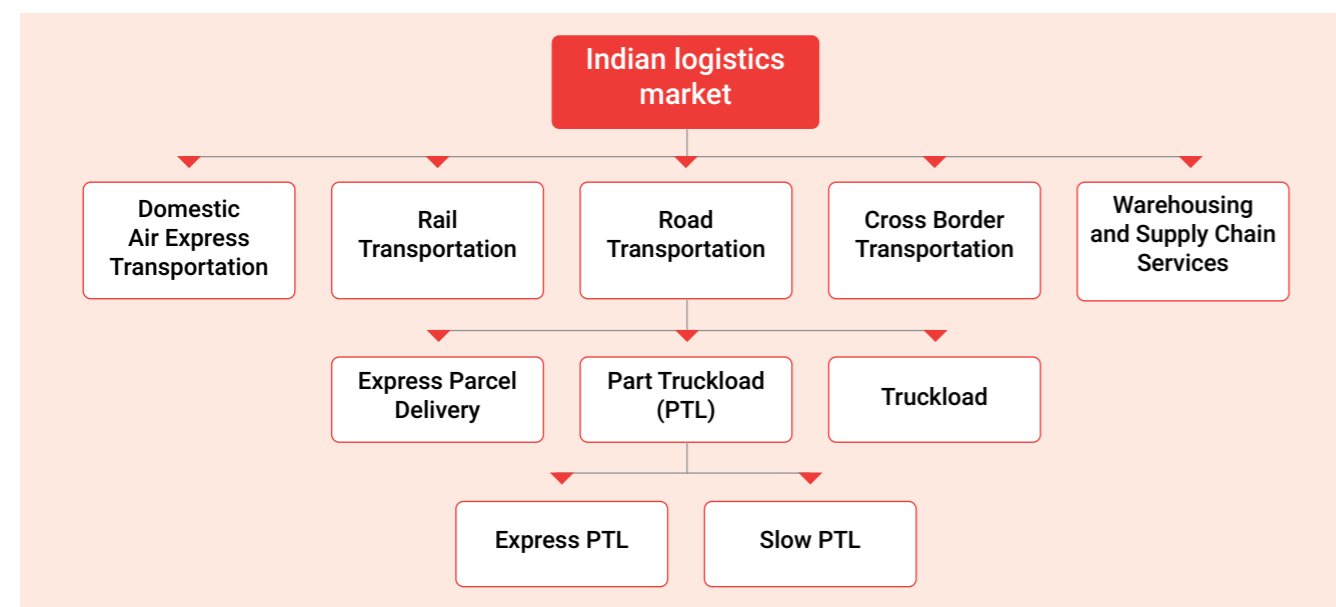 Indian logistics
market
Domestic
Air Express
Transportation
Rail
Transportation
Road
Transportation
Cross Border
Transportation
Warehousing
and Supply Chain
Services
Express Parcel
Delivery
Part Truckload
(PTL)
Truckload
Express PTL
Slow PTL